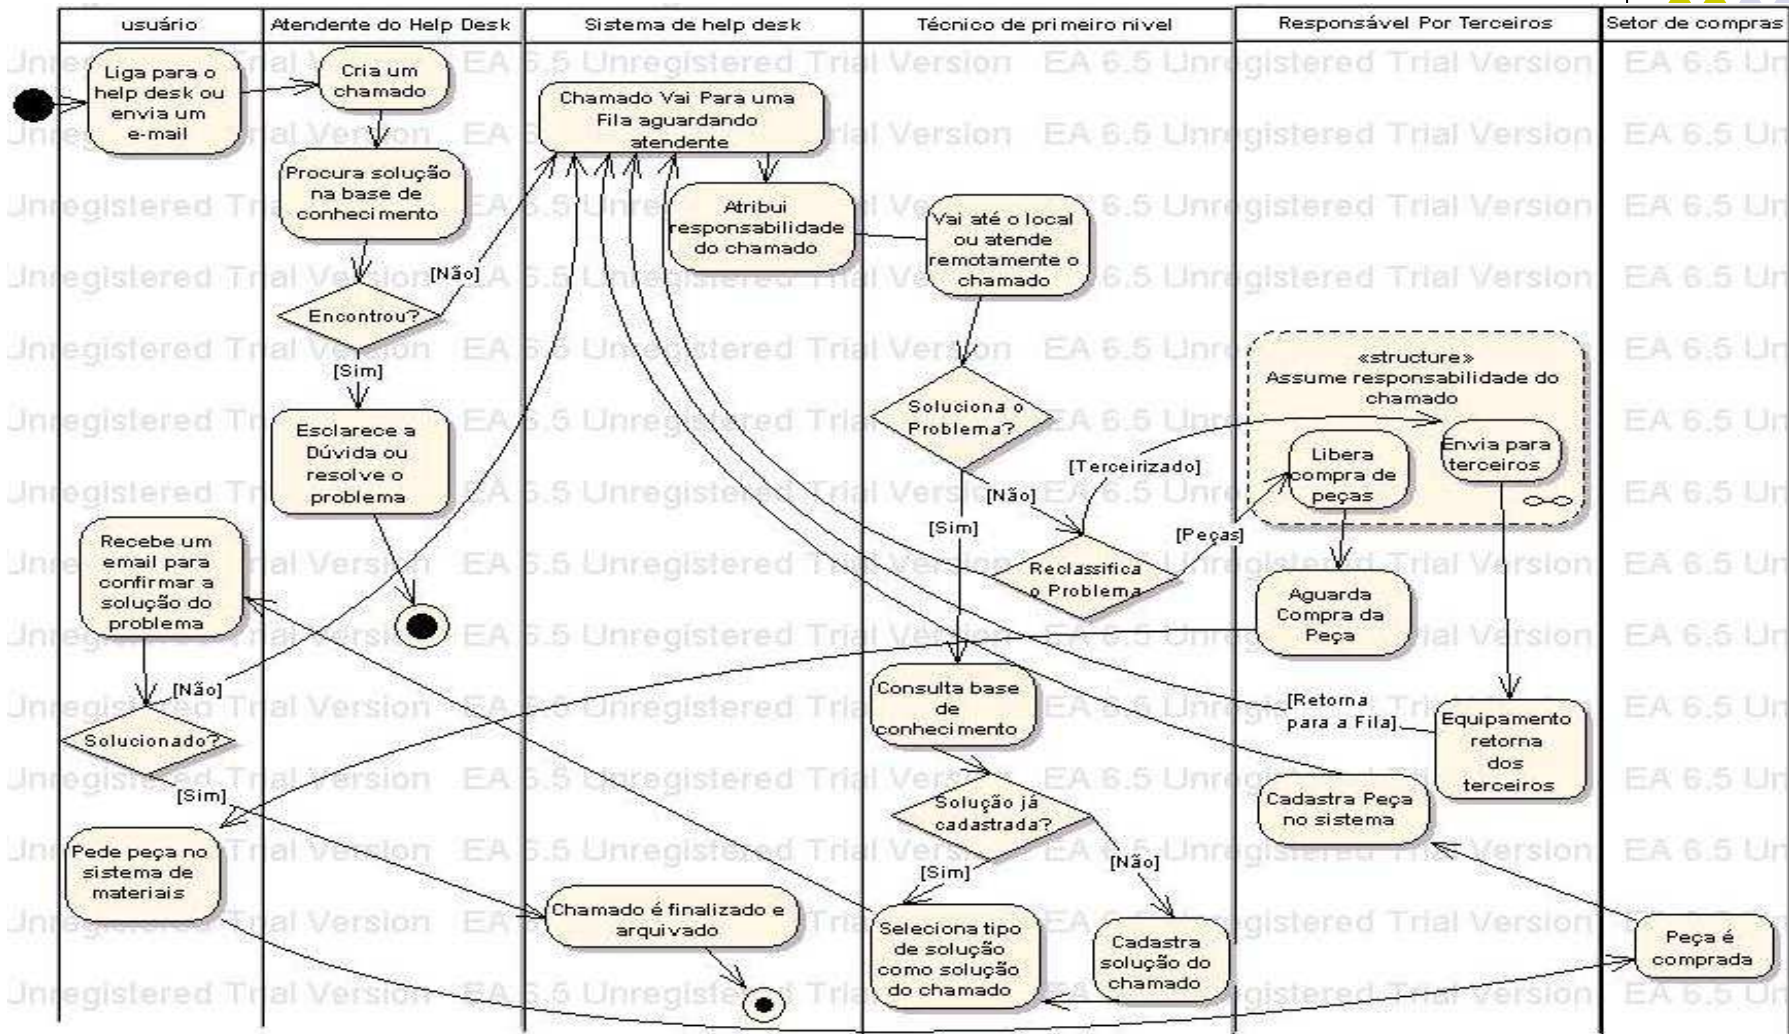 usuário
Atendente do Help Desk
Sistema de help desk
Técnico de primeiro nivel
Responsável Por Terceiros
Setor de compras
Liga para o
help desk ou
envia um
e-mail
Cria um
chamado
Procura solução
na base de
conhecimento
Encontrou?
[Não]
[Sim]
Esclarece a
Dúvida ou
resolve o
problema
Recebe um
email para
confirmar a
solução do
problema
[Não]
Solucionado?
[Sim]
Pede peça no
sistema de
materiais
Chamado Vai Para uma
Fila aguardando
atendente
Atribui
responsabilidade
do chamado
Chamado é finalizado e
arquivado
Vai até o local
ou atende
remotamente o
chamado
Soluciona o
Problema?
[Não]
[Sim]
[Terceirizado]
[Peças]
Reclassifica
o Problema
Consulta base
de
conhecimento
Solução já
cadastrada?
[Sim]
[Não]
Seleciona tipo
de solução
como solução
do chamado
Cadastra
solução do
chamado
«structure»
Assume responsabilidade do
chamado
Libera
compra de
peças
Envia para
terceiros
Aguarda
Compra da
Peça
[Retorna
para a Fila]
Equipamento
retorna
dos
terceiros
Cadastra Peça
no sistema
Peça é
comprada
EA 6.5 Unregistered Trial Version